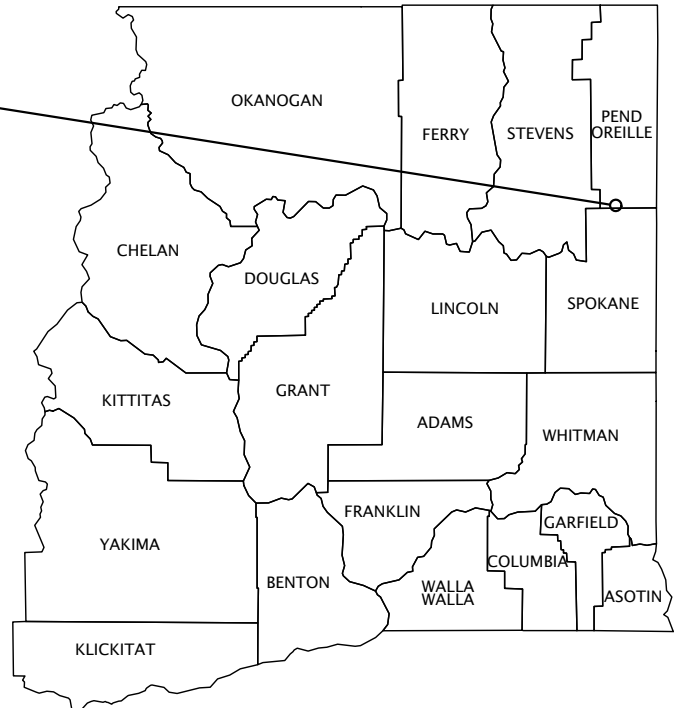 OKANOGAN
FERRY
STEVENS
PEND
OREILLE
CHELAN
DOUGLAS
LINCOLN
SPOKANE
KITTITAS
GRANT
ADAMS
WHITMAN
YAKIMA
FRANKLIN
GARFIELD
BENTON
WALLA
WALLA
COLUMBIA
ASOTIN
KLICKITAT